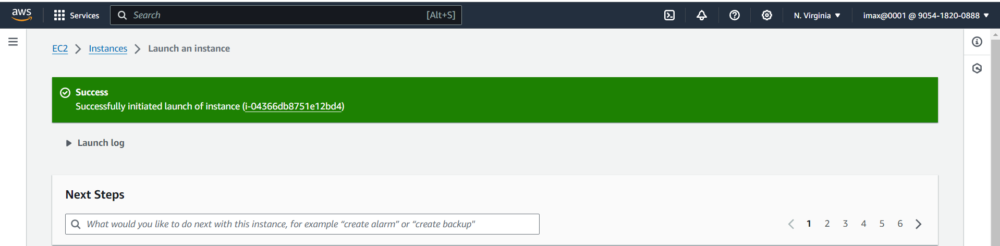 aws Services Search [Alt+S] N. Virginia imax@0001 @ 9054-1820-0888
EC2 Instances Launch an instance
Success
Successfully initiated launch of instance (i-04366db8751e12bd4)
Launch log
Next Steps
What would you like to do next with this instance, for example “create alarm” or “create backup" 1 2 3 4 5 6